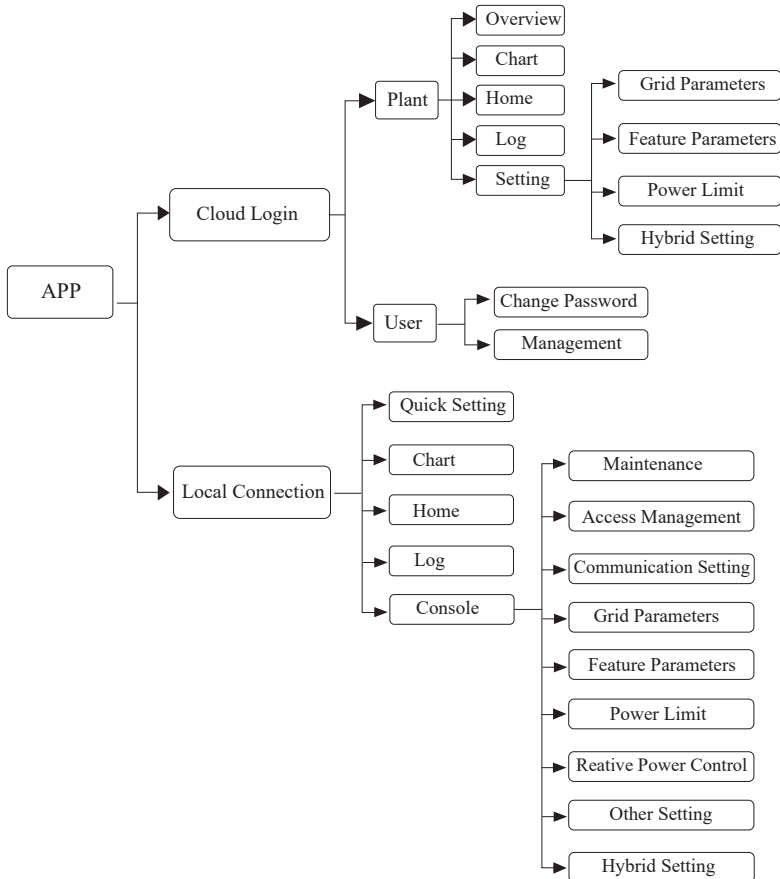 APP
Cloud Login
Plant
Overview
Chart
Home
Log
Setting
Grid Parameters
Feature Parameters
Power Limit
Hybrid Setting
User
Change Password
Management
Local Connection
Quick Setting
Chart
Home
Log
Console
Maintenance
Access Management
Communication Setting
Grid Parameters
Feature Parameters
Power Limit
Reative Power Control
Other Setting
Hybrid Setting